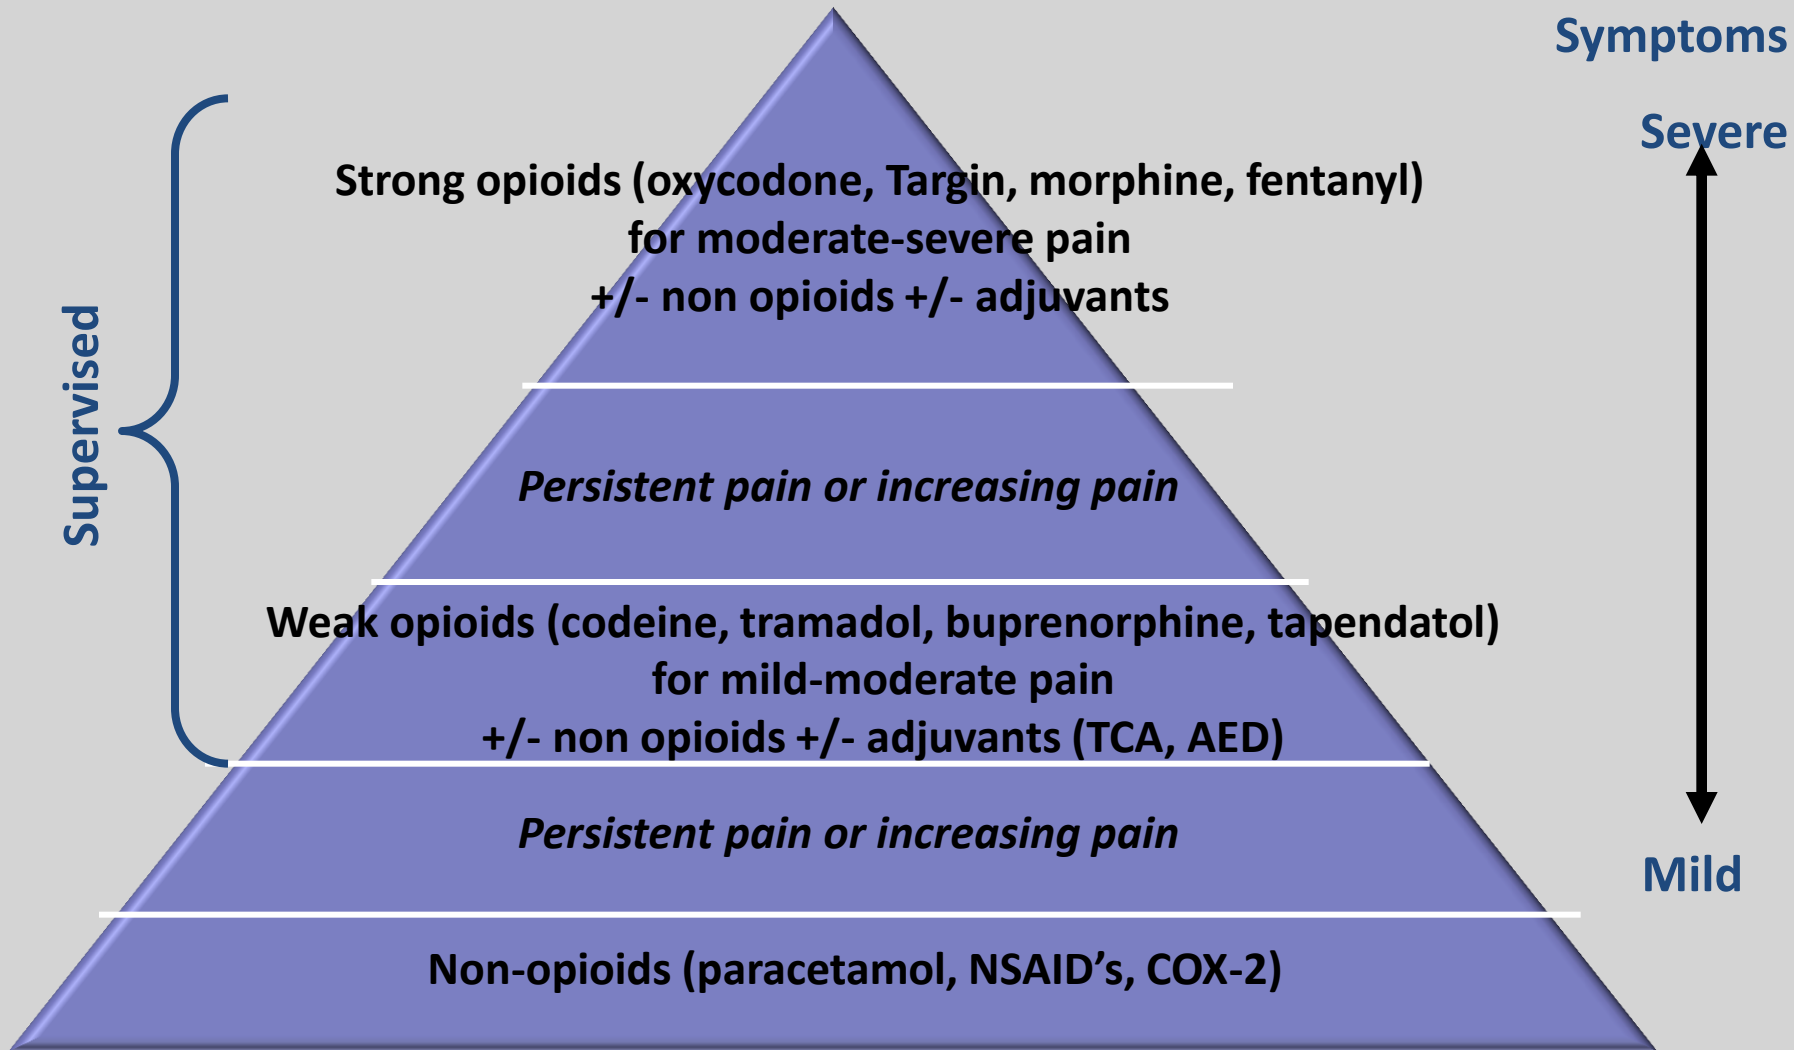 Symptoms
Severe
Strong opioids (oxycodone, Targin, morphine, fentanyl)
for moderate-severe pain
+/- non opioids +/- adjuvants
Supervised
Persistent pain or increasing pain
Weak opioids (codeine, tramadol, buprenorphine, tapendatol)
for mild-moderate pain
+/- non opioids +/- adjuvants (TCA, AED)
Persistent pain or increasing pain
Mild
Non-opioids (paracetamol, NSAID’s, COX-2)